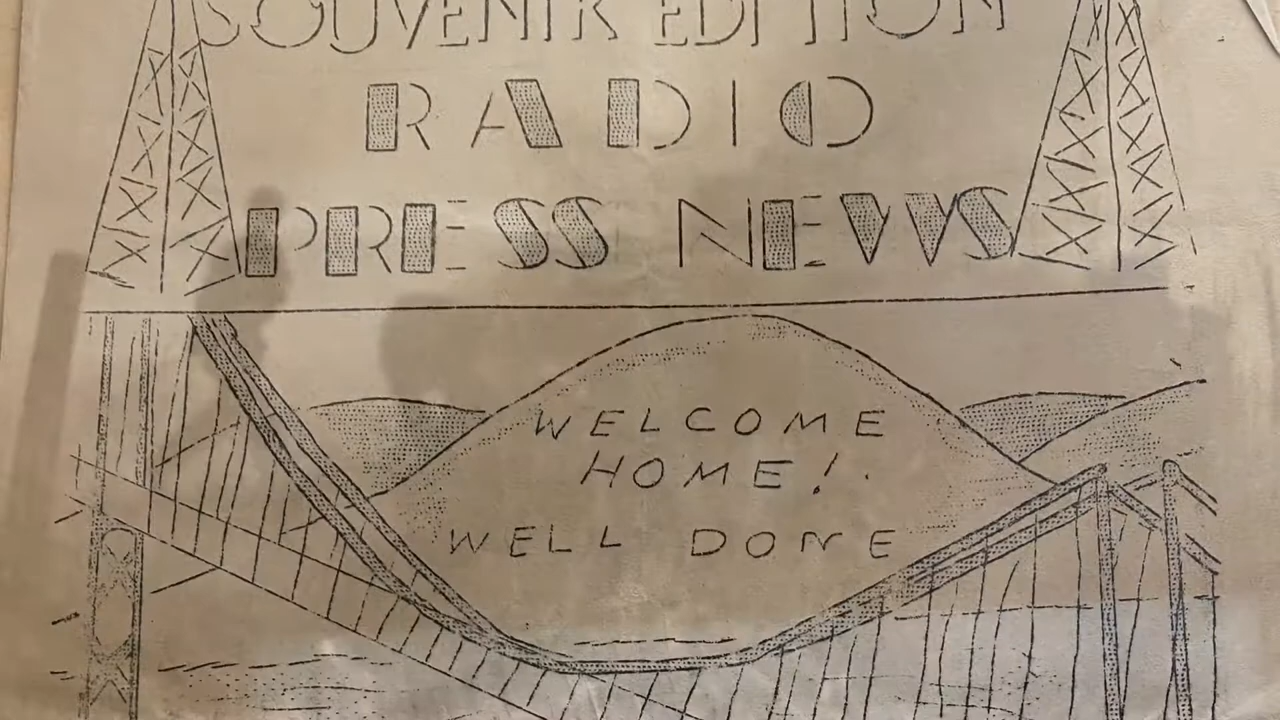 SOUVENIR EDITION
RADIO
PRESS NEWS
WELCOME
HOME!
WELL DONE